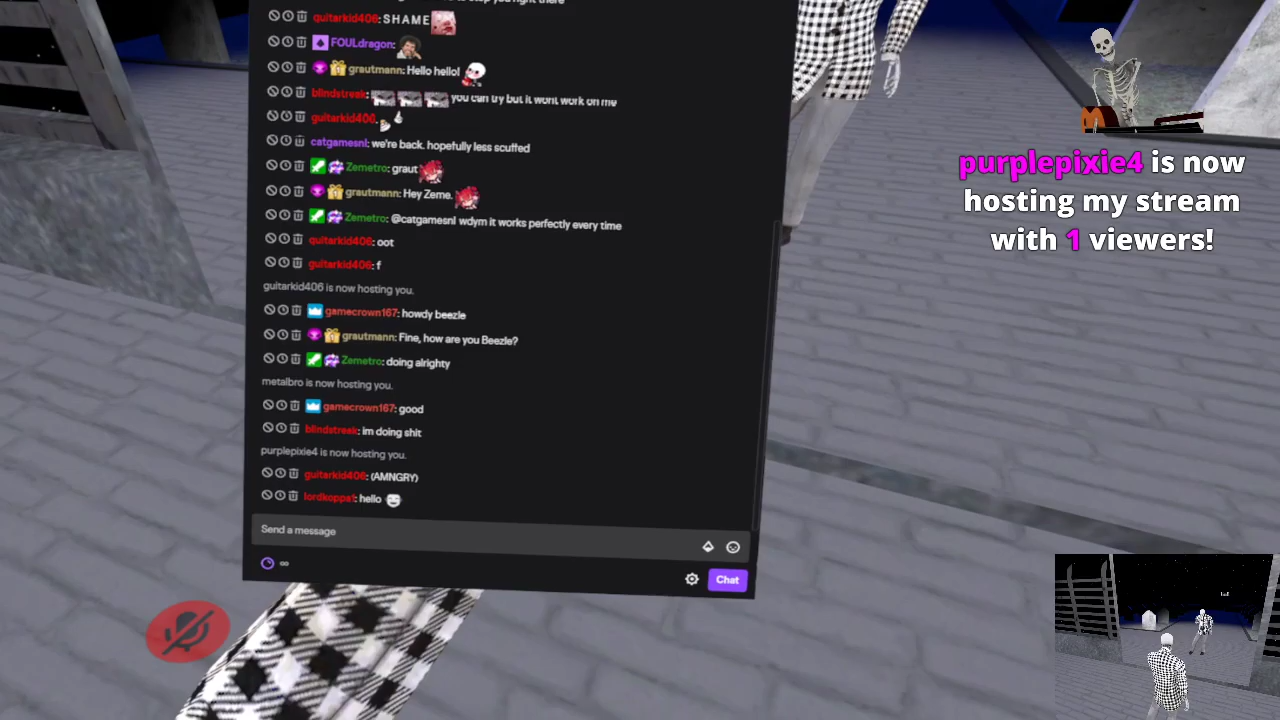 guitarkid406: S H A M E
FOULdragon:
grautmann: Hello hello!
blindstreak: you can try but it wont work on me
guitarkid406:
catgamesnl: we're back. hopefully less scuffed
Zemetro: graut
grautmann: Hey Zeme.
Zemetro: @catgamesnl wdym it works perfectly every time
guitarkid406: oot
guitarkid406: f
guitarkid406 is now hosting you.
gamecrown167: howdy beezle
grautmann: Fine, how are you Beezle?
Zemetro: doing alrighty
metalbro is now hosting you.
gamecrown167: good
blindstreak: im doing shit
purplepixie4 is now hosting you.
guitarkid406: (AMNGRY)
lordkoppa1: hello
Send a message
Chat
purplepixie4 is now
hosting my stream
with 1 viewers!